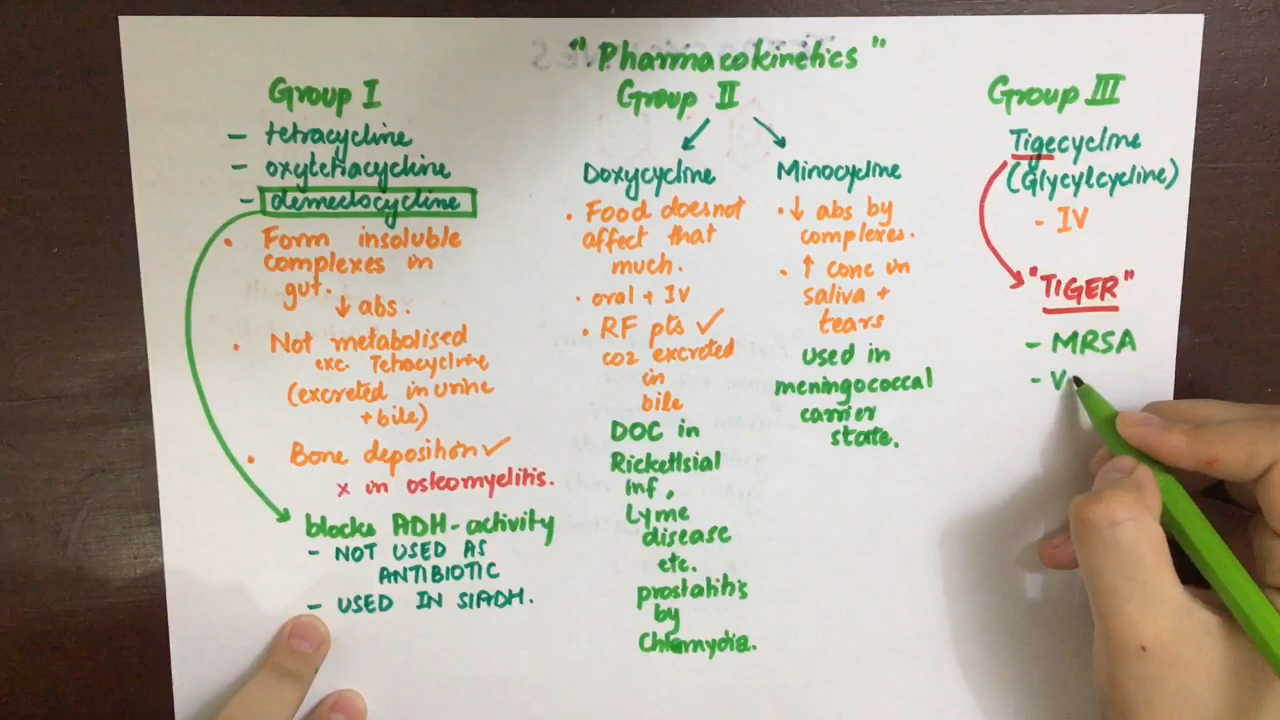 "Pharmacokinetics"
Group I
- tetracycline
- oxytetracycline
- demeclocycline
• Form insoluble
complexes in
gut.
↓ abs.
• Not metabolised
exc. Tetracycline
(excreted in urine
+ bile)
• Bone deposition ✓
x in osteomyelitis.
blocks ADH-activity
- NOT USED AS
ANTIBIOTIC
- USED IN SIADH.
Group II
Doxycycline
• Food does not
affect that
much.
• oral + IV
• RF pts ✓
coz excreted
in
bile
DOC in
Rickettsial
inf,
Lyme
disease
etc.
prostatitis
by
Chlamydia.
Minocycline
• ↓ abs by
complexes.
• ↑ conc in
saliva +
tears
used in
meningococcal
carrier
state.
Group III
Tigecycline
(Glycylcycline)
- IV
"TIGER"
- MRSA
- V